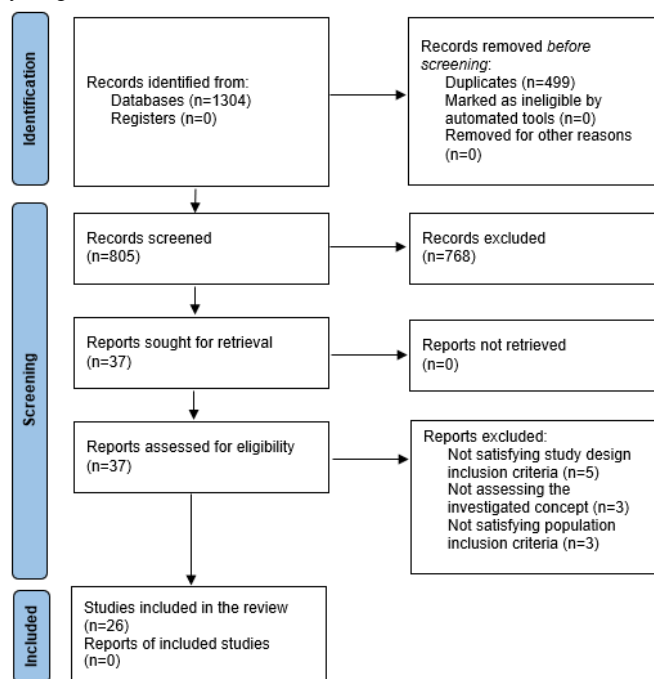 Identification
Records identified from:
Databases (n=1304)
Registers (n=0)
Records removed before
screening:
Duplicates (n=499)
Marked as ineligible by
automated tools (n=0)
Removed for other reasons
(n=0)
Screening
Records screened
(n=805)
Records excluded
(n=768)
Reports sought for retrieval
(n=37)
Reports not retrieved
(n=0)
Reports assessed for eligibility
(n=37)
Reports excluded:
Not satisfying study design
inclusion criteria (n=5)
Not assessing the
investigated concept (n=3)
Not satisfying population
inclusion criteria (n=3)
Included
Studies included in the review
(n=26)
Reports of included studies
(n=0)